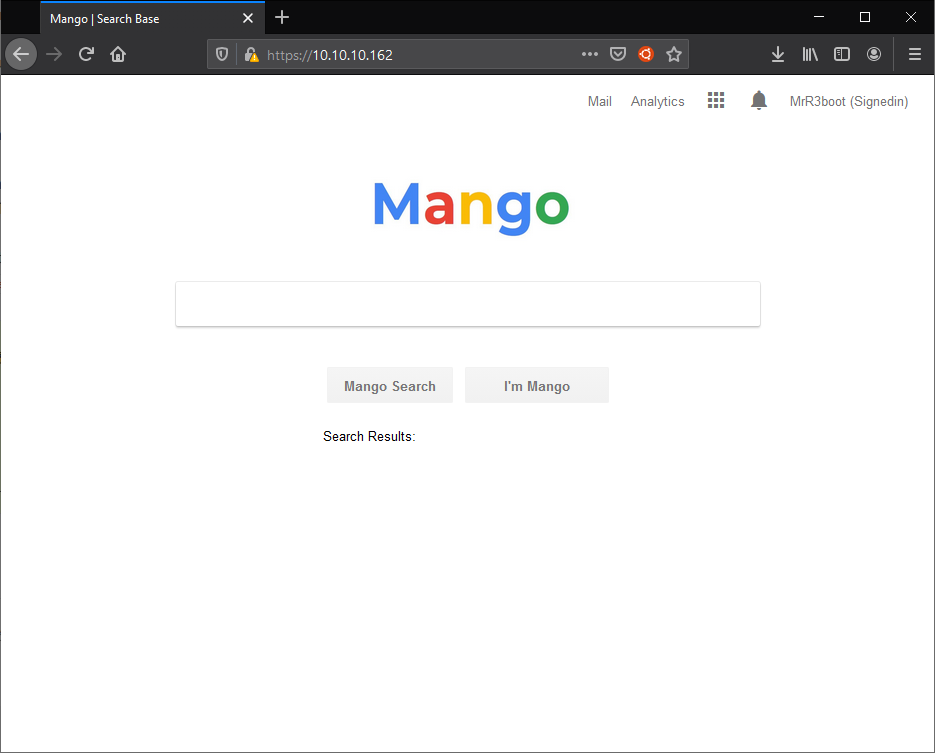 Mango | Search Base
https://10.10.10.162
Mail Analytics MrR3boot (Signedin)
Mango
Mango Search I'm Mango
Search Results: